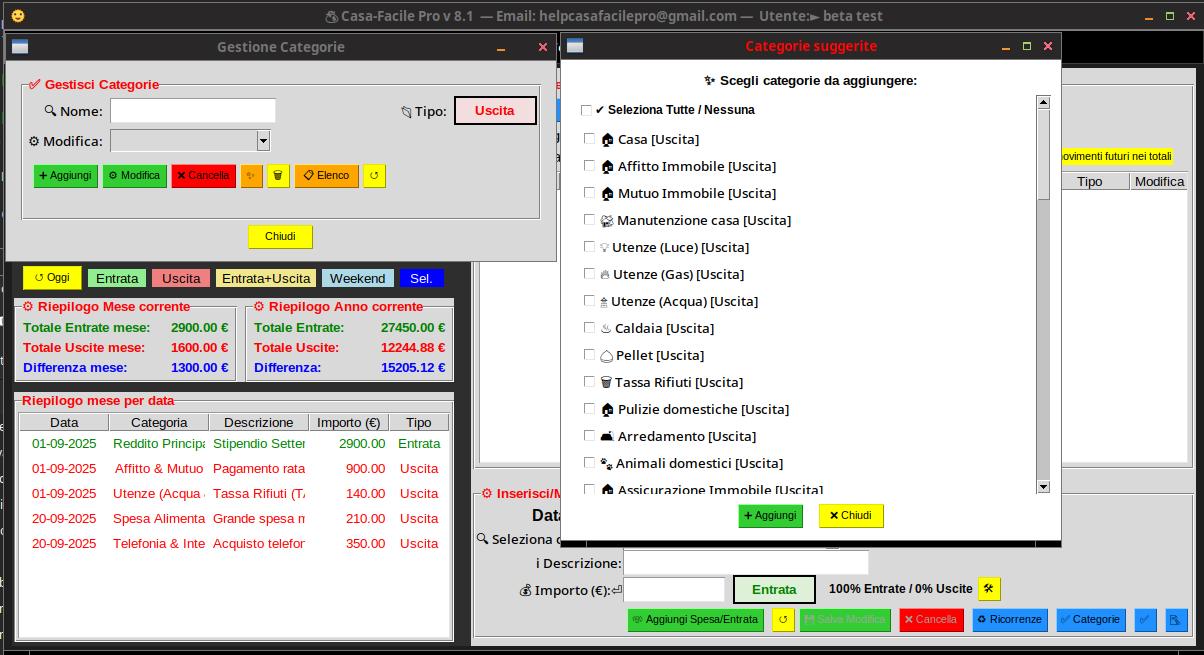 Casa-Facile Pro v 8.1 — Email: helpcasafacilepro@gmail.com — Utente:► beta test
Gestione Categorie
Gestisci Categorie
Nome:
Tipo:
Uscita
Modifica:
Aggiungi
Modifica
Cancella
Elenco
Chiudi
Categorie suggerite
Scegli categorie da aggiungere:
Seleziona Tutte / Nessuna
Casa [Uscita]
Affitto Immobile [Uscita]
Mutuo Immobile [Uscita]
Manutenzione casa [Uscita]
Utenze (Luce) [Uscita]
Utenze (Gas) [Uscita]
Utenze (Acqua) [Uscita]
Caldaia [Uscita]
Pellet [Uscita]
Tassa Rifiuti [Uscita]
Pulizie domestiche [Uscita]
Arredamento [Uscita]
Animali domestici [Uscita]
Assicurazione Immobile [Uscita]
Aggiungi
Chiudi
ovimenti futuri nei totali
Tipo Modifica
Oggi Entrata Uscita Entrata+Uscita Weekend Sel.
Riepilogo Mese corrente
Totale Entrate mese: 2900.00 €
Totale Uscite mese: 1600.00 €
Differenza mese: 1300.00 €
Riepilogo Anno corrente
Totale Entrate: 27450.00 €
Totale Uscite: 12244.88 €
Differenza: 15205.12 €
Riepilogo mese per data
Data Categoria Descrizione Importo (€) Tipo
01-09-2025 Reddito Principa Stipendio Setter 2900.00 Entrata
01-09-2025 Affitto & Mutuo Pagamento rata 900.00 Uscita
01-09-2025 Utenze (Acqua Tassa Rifiuti (T 140.00 Uscita
20-09-2025 Spesa Alimenta Grande spesa m 210.00 Uscita
20-09-2025 Telefonia & Inte Acquisto telefor 350.00 Uscita
Inserisci/M
Data
Seleziona c
i Descrizione:
Importo (€):
Entrata
100% Entrate / 0% Uscite
Aggiungi Spesa/Entrata
Salva Modifica
Cancella
Ricorrenze
Categorie